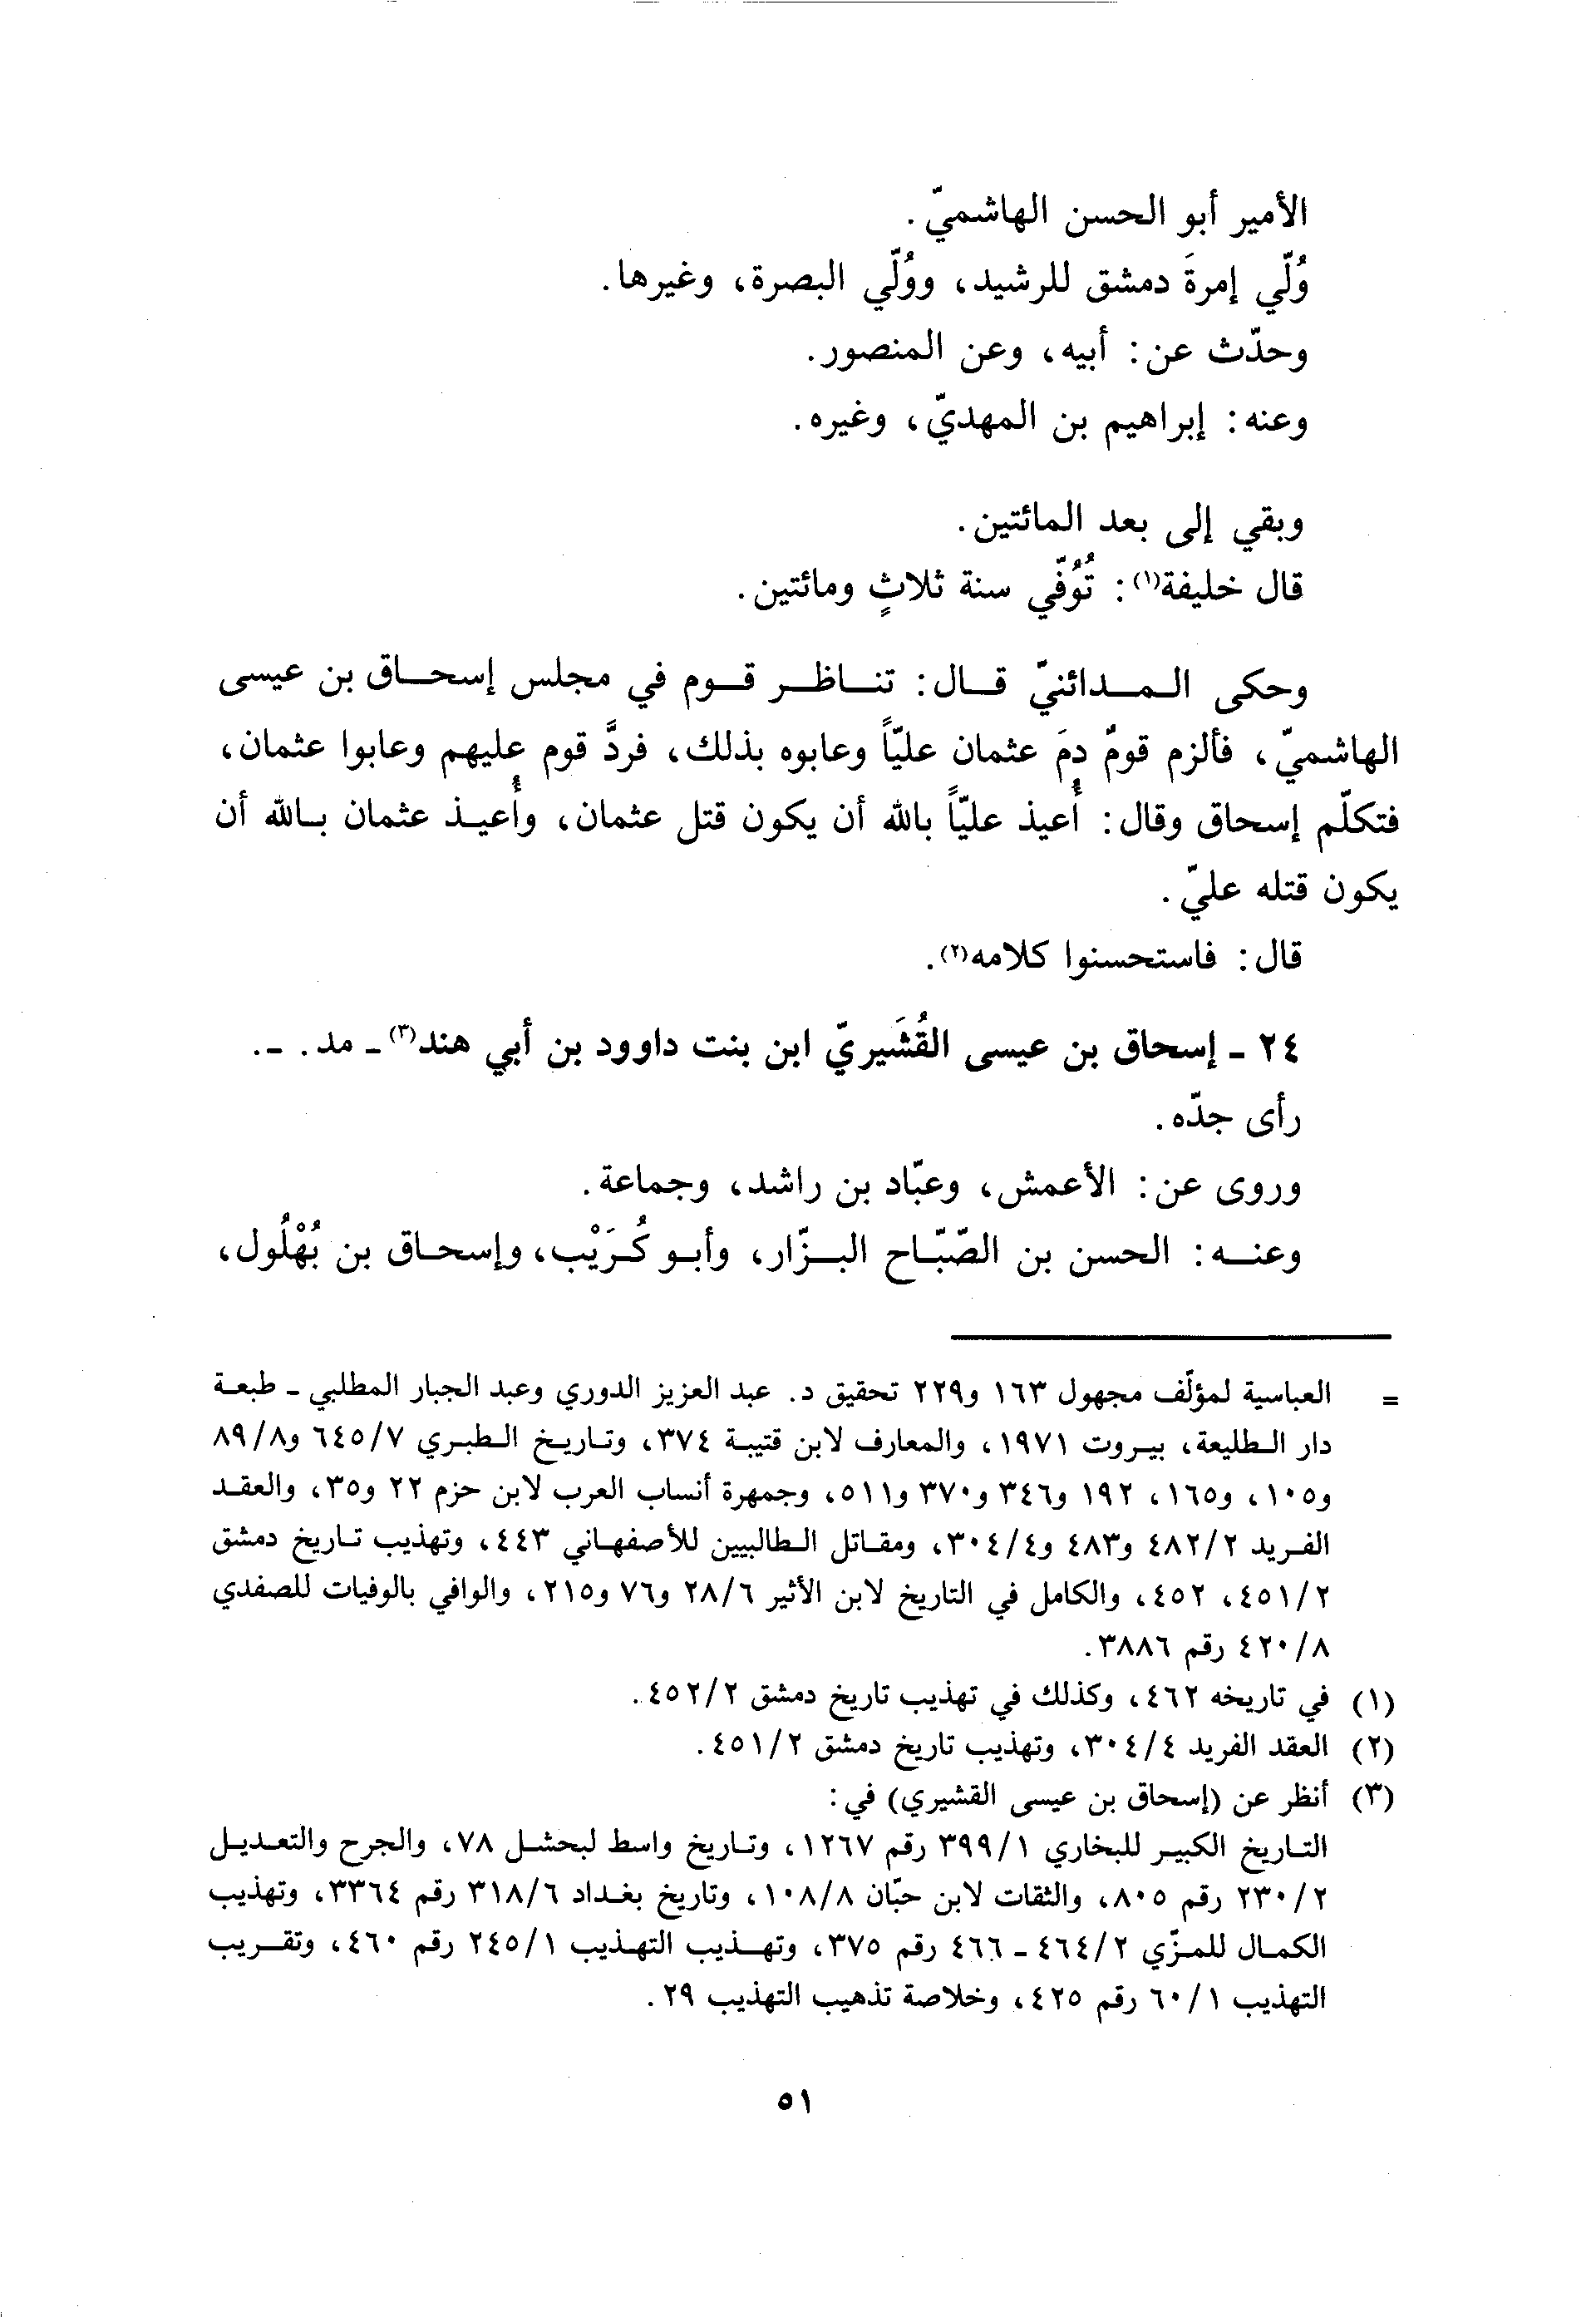 الأمير أبو الحسن الهاشميّ.
وُلّي إمرةَ دمشق للرشيد، ووُلّي البصرة، وغيرها.
وحدّث عن: أبيه، وعن المنصور.
وعنه: إبراهيم بن المهديّ، وغيره.
وبقي إلى بعد المائتين.
قال خليفة(١): تُوُفّي سنة ثلاثٍ ومائتين.
وحكى المدائنيّ قال: تناظر قوم في مجلس إسحاق بن عيسى
الهاشميّ، فألزم قومٌ دمَ عثمان عليّاً وعابوه بذلك، فردَّ قوم عليهم وعابوا عثمان،
فتكلّم إسحاق وقال: أُعيذ عليّاً بالله أن يكون قتل عثمان، وأُعيذ عثمان بالله أن
يكون قتله عليّ.
قال: فاستحسنوا كلامه(٢).
٢٤ - إسحاق بن عيسى القُشَيريّ ابن بنت داوود بن أبي هند(٣) - مد. -.
رأى جدّه.
وروى عن: الأعمش، وعبّاد بن راشد، وجماعة.
وعنه: الحسن بن الصّبّاح البزّار، وأبو كُرَيْب، وإسحاق بن بُهْلُول،
= العباسية لمؤلّف مجهول ١٦٣ و٢٢٩ تحقيق د. عبد العزيز الدوري وعبد الجبار المطلبي - طبعة
دار الطليعة، بيروت ١٩٧١، والمعارف لابن قتيبة ٣٧٤، وتاريخ الطبري ٦٤٥/٧ و٨٩/٨
و١٠٥، و١٦٥، ١٩٢ و٣٤٦ و٣٧٠ و٥١١، وجمهرة أنساب العرب لابن حزم ٢٢ و٣٥، والعقد
الفريد ٤٨٢/٢ و٤٨٣ و٣٠٤/٤، ومقاتل الطالبيين للأصفهاني ٤٤٣، وتهذيب تاريخ دمشق
٤٥١/٢، ٤٥٢، والكامل في التاريخ لابن الأثير ٢٨/٦ و٧٦ و٢١٥، والوافي بالوفيات للصفدي
٤٢٠/٨ رقم ٣٨٨٦.
(١) في تاريخه ٤٦٢، وكذلك في تهذيب تاريخ دمشق ٤٥٢/٢.
(٢) العقد الفريد ٣٠٤/٤، وتهذيب تاريخ دمشق ٤٥١/٢.
(٣) أنظر عن (إسحاق بن عيسى القشيري) في:
التاريخ الكبير للبخاري ٣٩٩/١ رقم ١٢٦٧، وتاريخ واسط لبحشل ٧٨، والجرح والتعديل
٢٣٠/٢ رقم ٨٠٥، والثقات لابن حبّان ١٠٨/٨، وتاريخ بغداد ٣١٨/٦ رقم ٣٣٦٤، وتهذيب
الكمال للمزّي ٤٦٤/٢ - ٤٦٦ رقم ٣٧٥، وتهذيب التهذيب ٢٤٥/١ رقم ٤٦٠، وتقريب
التهذيب ٦٠/١ رقم ٤٢٥، وخلاصة تذهيب التهذيب ٢٩.
٥١